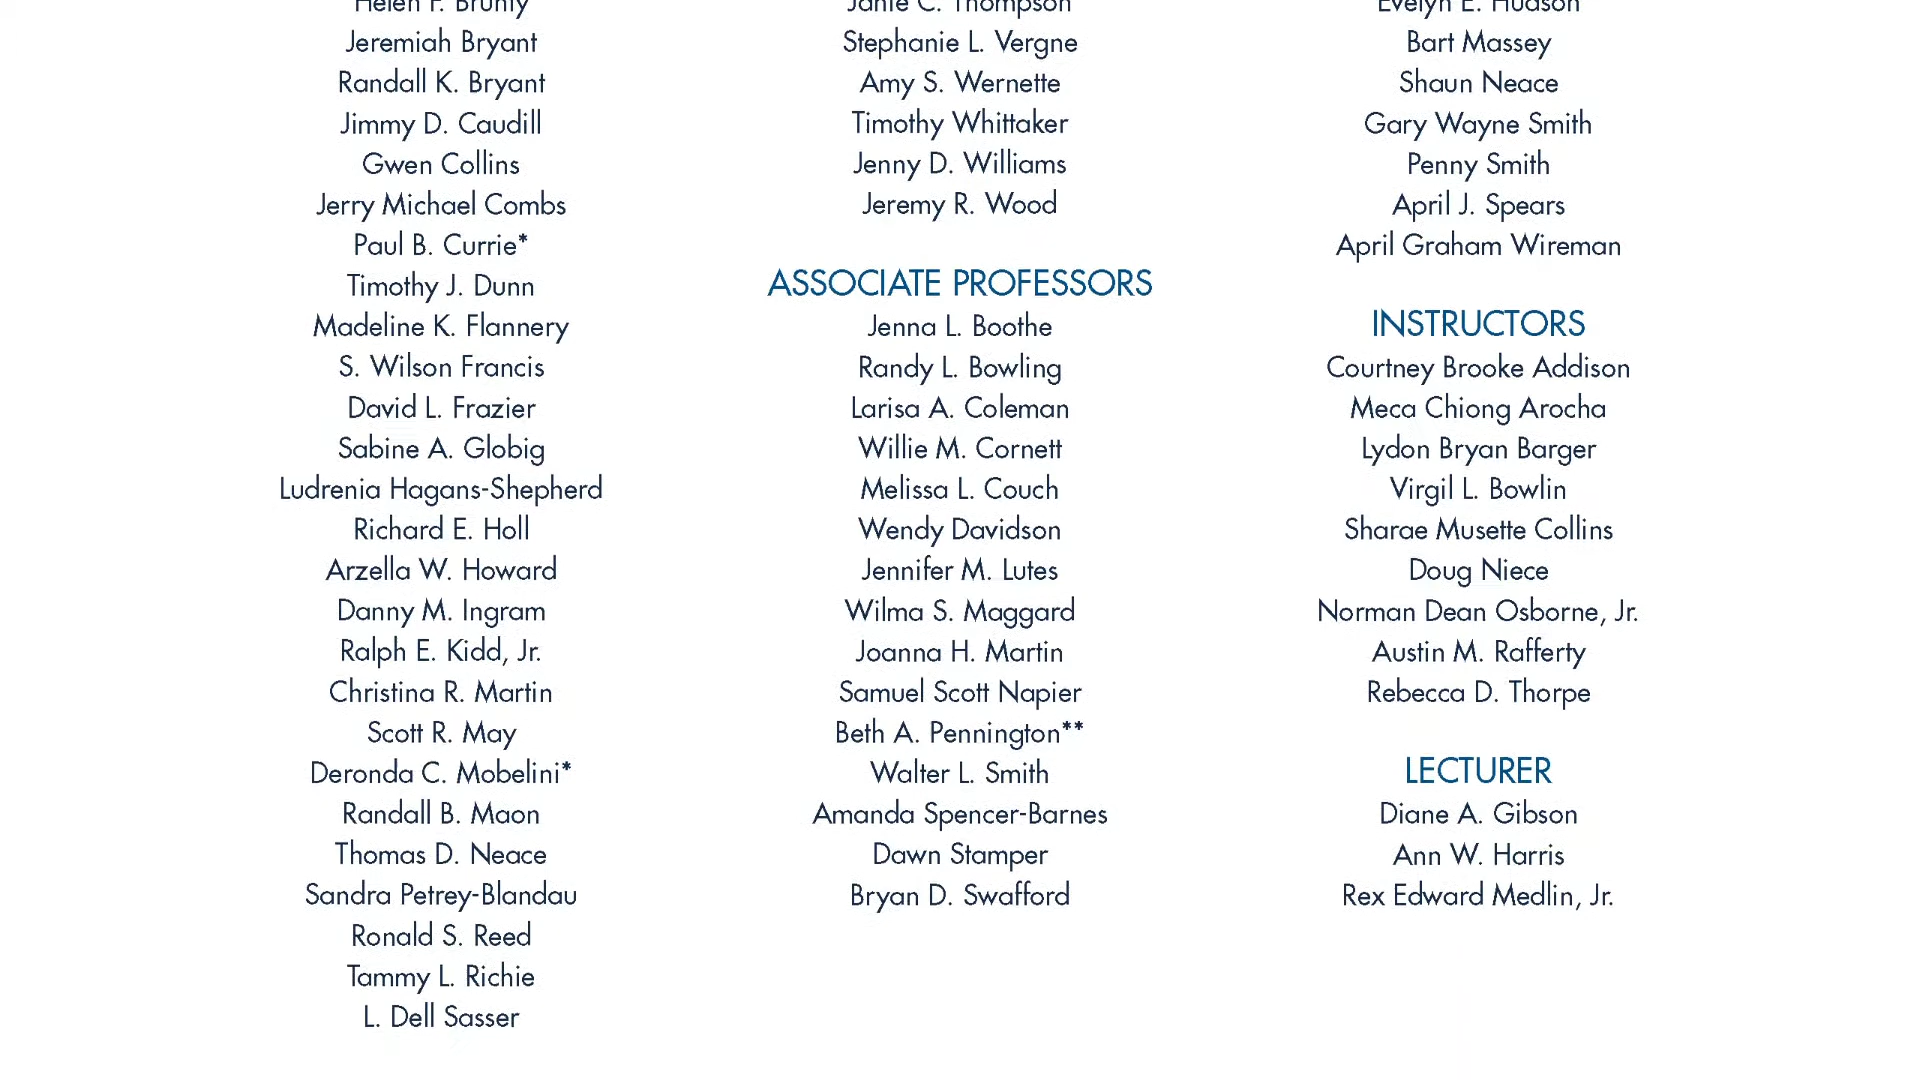 Helen F. Brunty
Jeremiah Bryant
Randall K. Bryant
Jimmy D. Caudill
Gwen Collins
Jerry Michael Combs
Paul B. Currie*
Timothy J. Dunn
Madeline K. Flannery
S. Wilson Francis
David L. Frazier
Sabine A. Globig
Ludrenia Hagans-Shepherd
Richard E. Holl
Arzella W. Howard
Danny M. Ingram
Ralph E. Kidd, Jr.
Christina R. Martin
Scott R. May
Deronda C. Mobelini*
Randall B. Maon
Thomas D. Neace
Sandra Petrey-Blandau
Ronald S. Reed
Tammy L. Richie
L. Dell Sasser
C. Thompson
Stephanie L. Vergne
Amy S. Wernette
Timothy Whittaker
Jenny D. Williams
Jeremy R. Wood
ASSOCIATE PROFESSORS
Jenna L. Boothe
Randy L. Bowling
Larisa A. Coleman
Willie M. Cornett
Melissa L. Couch
Wendy Davidson
Jennifer M. Lutes
Wilma S. Maggard
Joanna H. Martin
Samuel Scott Napier
Beth A. Pennington**
Walter L. Smith
Amanda Spencer-Barnes
Dawn Stamper
Bryan D. Swafford
Evelyn E. Hudson
Bart Massey
Shaun Neace
Gary Wayne Smith
Penny Smith
April J. Spears
April Graham Wireman
INSTRUCTORS
Courtney Brooke Addison
Meca Chiong Arocha
Lydon Bryan Barger
Virgil L. Bowlin
Sharae Musette Collins
Doug Niece
Norman Dean Osborne, Jr.
Austin M. Rafferty
Rebecca D. Thorpe
LECTURER
Diane A. Gibson
Ann W. Harris
Rex Edward Medlin, Jr.